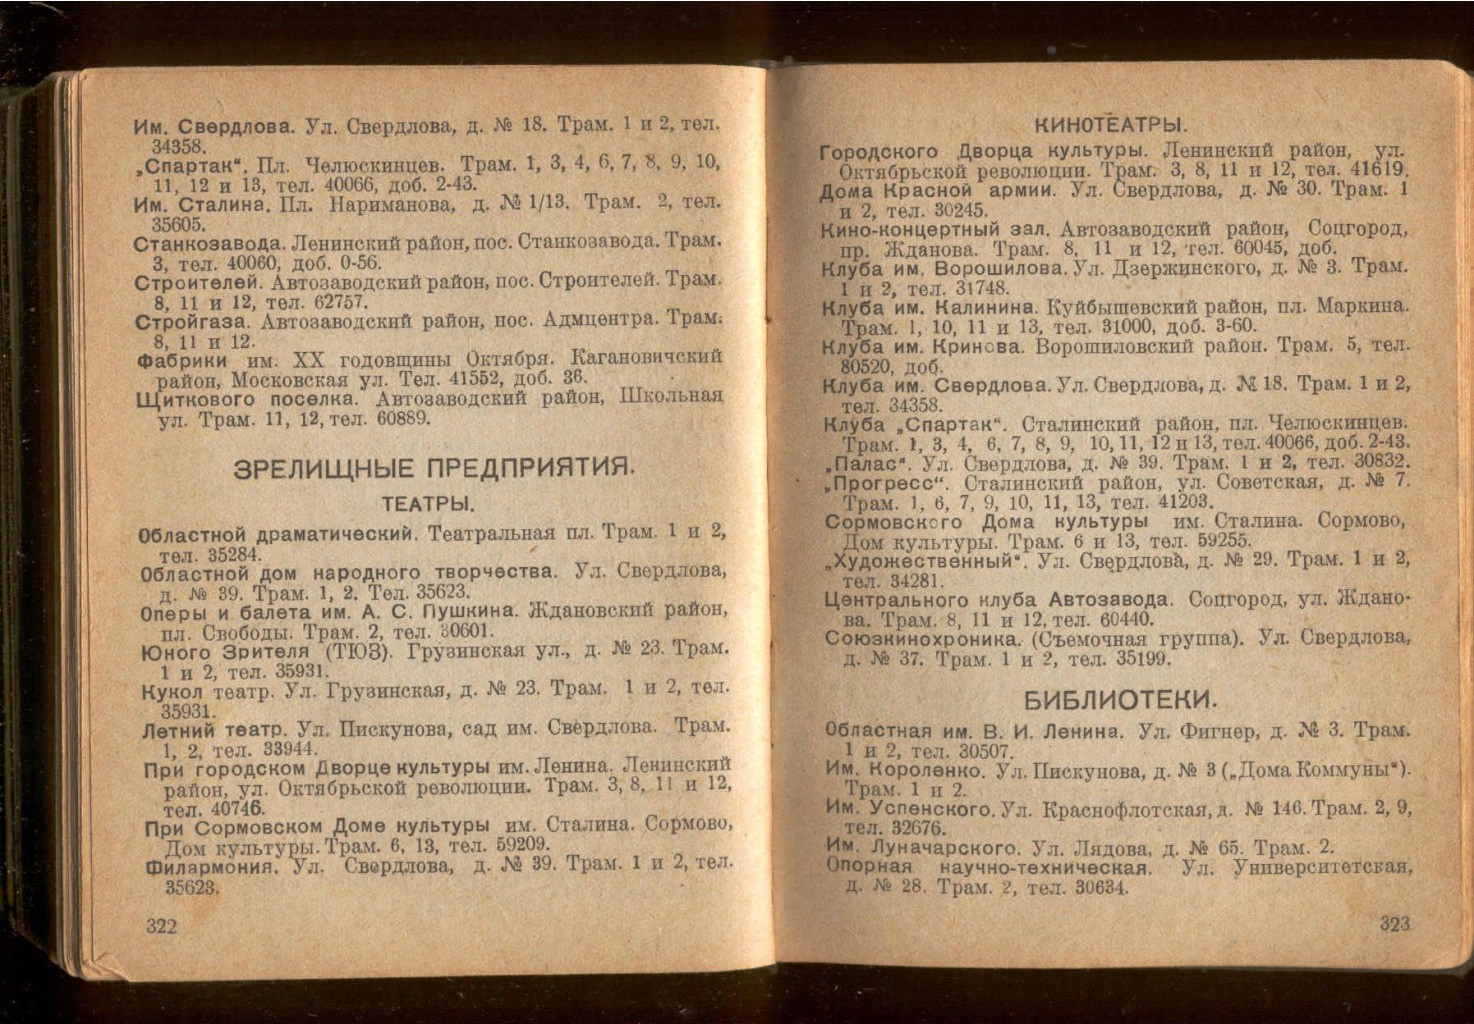 Им. Свердлова. Ул. Свердлова, д. № 18. Трам. 1 и 2, тел.
34358.
„Спартак“. Пл. Челюскинцев. Трам. 1, 3, 4, 6, 7, 8, 9, 10,
11, 12 и 13, тел. 40066, доб. 2-43.
Им. Сталина. Пл. Нариманова, д. № 1/13. Трам. 2, тел.
35605.
Станкозавода. Ленинский район, пос. Станкозавода. Трам.
3, тел. 40060, доб. 0-56.
Строителей. Автозаводский район, пос. Строителей. Трам.
8, 11 и 12, тел. 62757.
Стройгаза. Автозаводский район, пос. Адмцентра. Трам.
8, 11 и 12.
Фабрики им. XX годовщины Октября. Кагановичский
район, Московская ул. Тел. 41552, доб. 36.
Щиткового поселка. Автозаводский район, Школьная
ул. Трам. 11, 12, тел. 60889.
ЗРЕЛИЩНЫЕ ПРЕДПРИЯТИЯ.
ТЕАТРЫ.
Областной драматический. Театральная пл. Трам. 1 и 2,
тел. 35284.
Областной дом народного творчества. Ул. Свердлова,
д. № 39. Трам. 1, 2. Тел. 35623.
Оперы и балета им. А. С. Пушкина. Ждановский район,
пл. Свободы. Трам. 2, тел. 30601.
Юного Зрителя (ТЮЗ). Грузинская ул., д. № 23. Трам.
1 и 2, тел. 35931.
Кукол театр. Ул. Грузинская, д. № 23. Трам. 1 и 2, тел.
35931.
Летний театр. Ул. Пискунова, сад им. Свердлова. Трам.
1, 2, тел. 33944.
При городском Дворце культуры им. Ленина. Ленинский
район, ул. Октябрьской революции. Трам. 3, 8, 11 и 12,
тел. 40746.
При Сормовском Доме культуры им. Сталина. Сормово,
Дом культуры. Трам. 6, 13, тел. 59209.
Филармония. Ул. Свердлова, д. № 39. Трам. 1 и 2, тел.
35623.
322
КИНОТЕАТРЫ.
Городского Дворца культуры. Ленинский район, ул.
Октябрьской революции. Трам. 3, 8, 11 и 12, тел. 41619.
Дома Красной армии. Ул. Свердлова, д. № 30. Трам. 1
и 2, тел. 30245.
Кино-концертный зал. Автозаводский район, Соцгород,
пр. Жданова. Трам. 8, 11 и 12, тел. 60045, доб.
Клуба им. Ворошилова. Ул. Дзержинского, д. № 3. Трам.
1 и 2, тел. 31748.
Клуба им. Калинина. Куйбышевский район, пл. Маркина.
Трам. 1, 10, 11 и 13, тел. 31000, доб. 3-60.
Клуба им. Кринова. Ворошиловский район. Трам. 5, тел.
80520, доб.
Клуба им. Свердлова. Ул. Свердлова, д. № 18. Трам. 1 и 2,
тел. 34358.
Клуба „Спартак“. Сталинский район, пл. Челюскинцев.
Трам. 1, 3, 4, 6, 7, 8, 9, 10, 11, 12 и 13, тел. 40066, доб. 2-43.
„Палас“. Ул. Свердлова, д. № 39. Трам. 1 и 2, тел. 30832.
„Прогресс“. Сталинский район, ул. Советская, д. № 7.
Трам. 1, 6, 7, 9, 10, 11, 13, тел. 41203.
Сормовского Дома культуры им. Сталина. Сормово,
Дом культуры. Трам. 6 и 13, тел. 59255.
„Художественный“. Ул. Свердлова, д. № 29. Трам. 1 и 2,
тел. 34281.
Центрального клуба Автозавода. Соцгород, ул. Ждано-
ва. Трам. 8, 11 и 12, тел. 60440.
Союзкинохроника. (Съемочная группа). Ул. Свердлова,
д. № 37. Трам. 1 и 2, тел. 35199.
БИБЛИОТЕКИ.
Областная им. В. И. Ленина. Ул. Фигнер, д. № 3. Трам.
1 и 2, тел. 30507.
Им. Короленко. Ул. Пискунова, д. № 3 („Дома Коммуны“).
Трам. 1 и 2.
Им. Успенского. Ул. Краснофлотская, д. № 146. Трам. 2, 9,
тел. 32676.
Им. Луначарского. Ул. Лядова, д. № 65. Трам. 2.
Опорная научно-техническая. Ул. Университетская,
д. № 28. Трам. 2, тел. 30634.
323